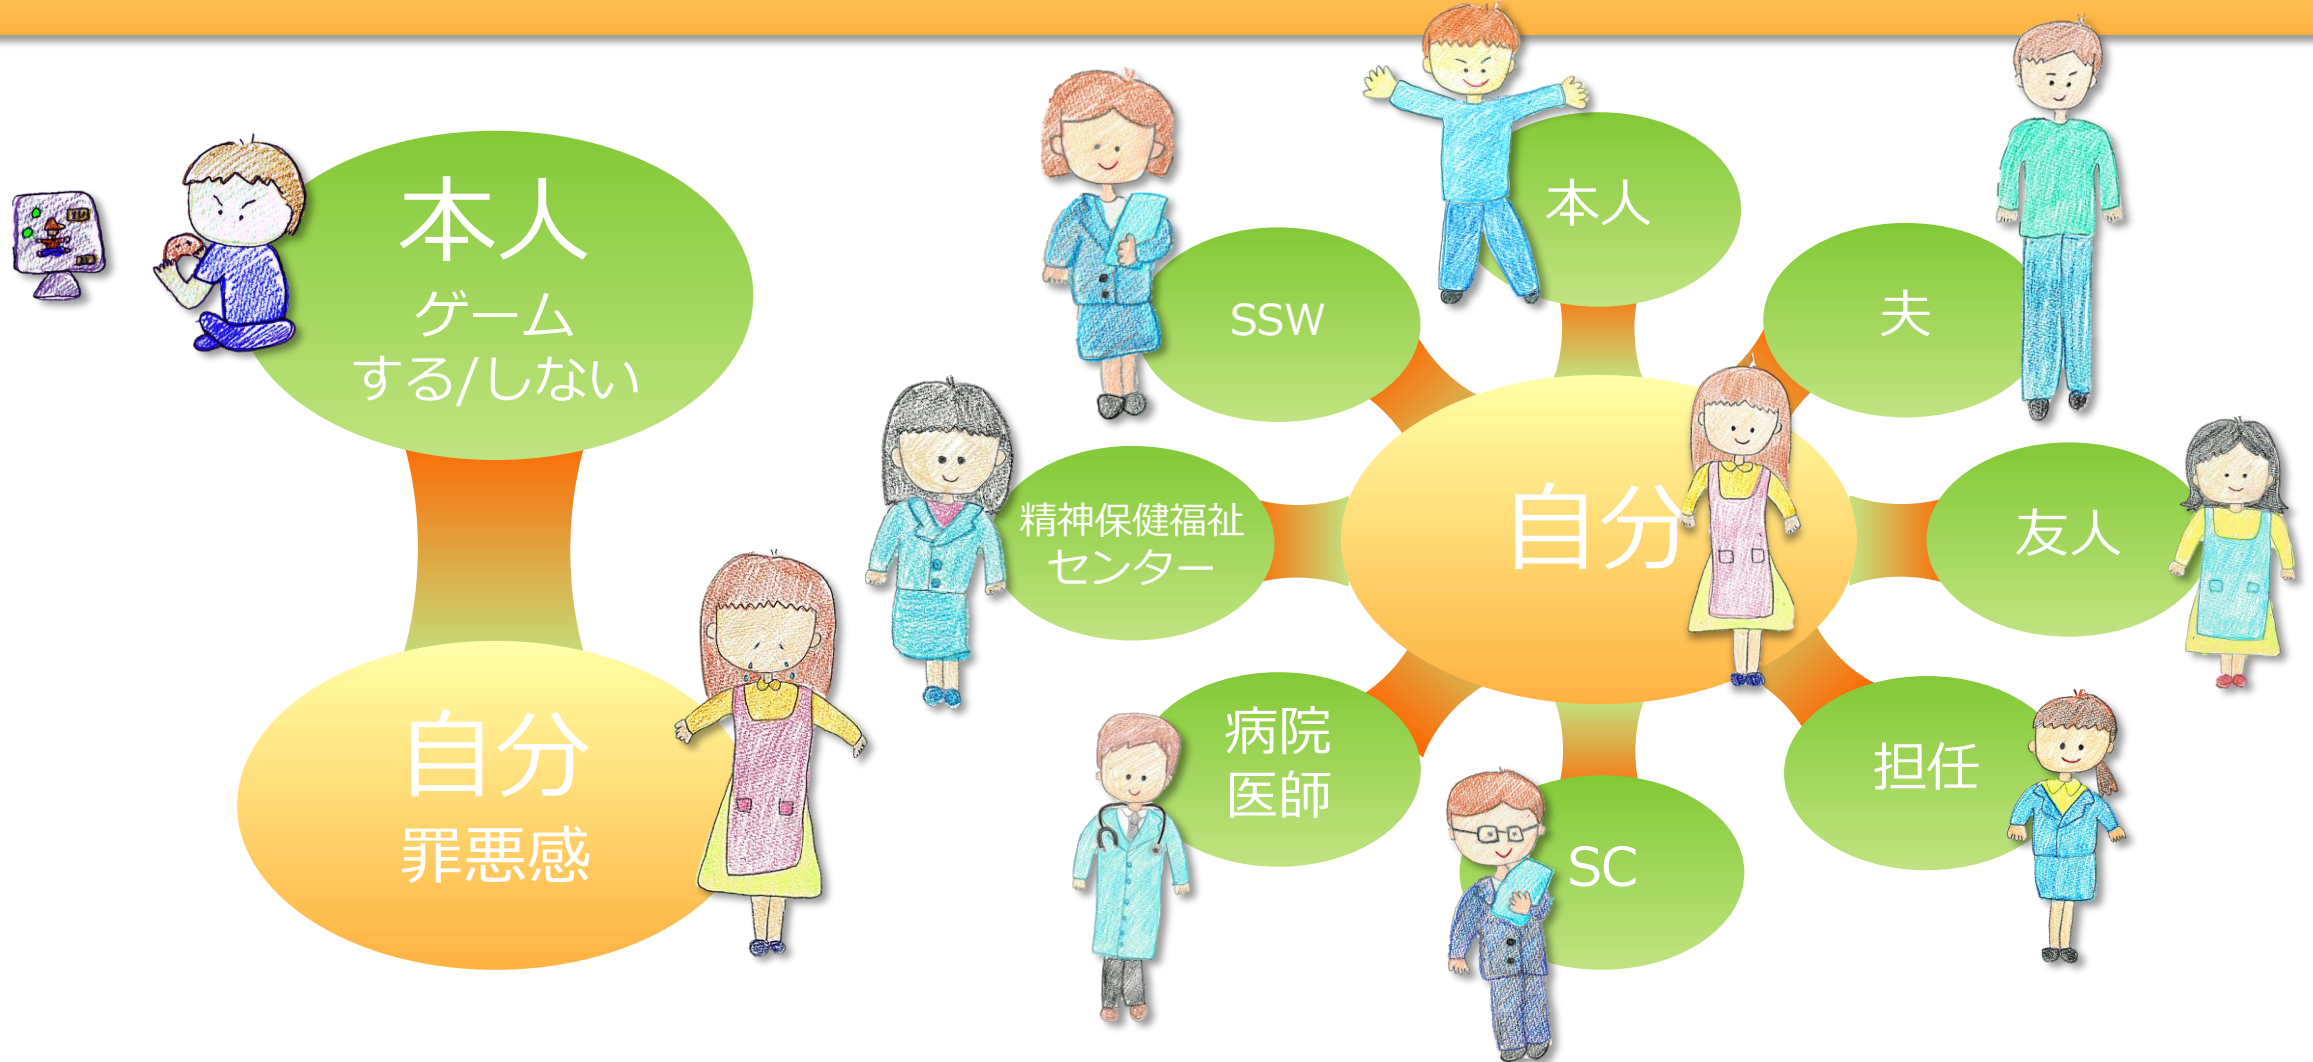 本人
ゲーム
する/しない
自分
罪悪感
本人
夫
友人
担任
SC
病院
医師
精神保健福祉
センター
SSW
自分